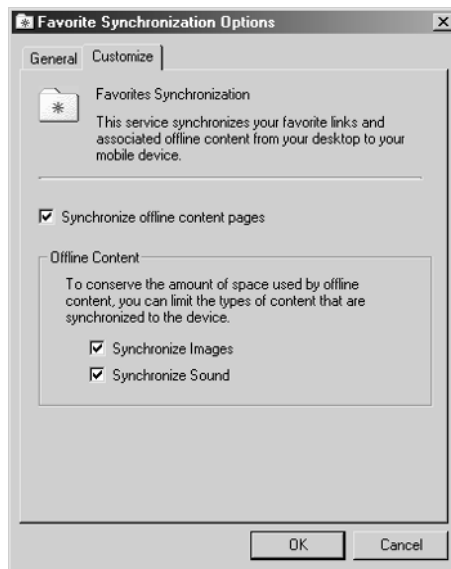 Favorite Synchronization Options
General
Customize
Favorites Synchronization
This service synchronizes your favorite links and
associated offline content from your desktop to your
mobile device.
Synchronize offline content pages
Offline Content
To conserve the amount of space used by offline
content, you can limit the types of content that are
synchronized to the device.
Synchronize Images
Synchronize Sound
OK
Cancel